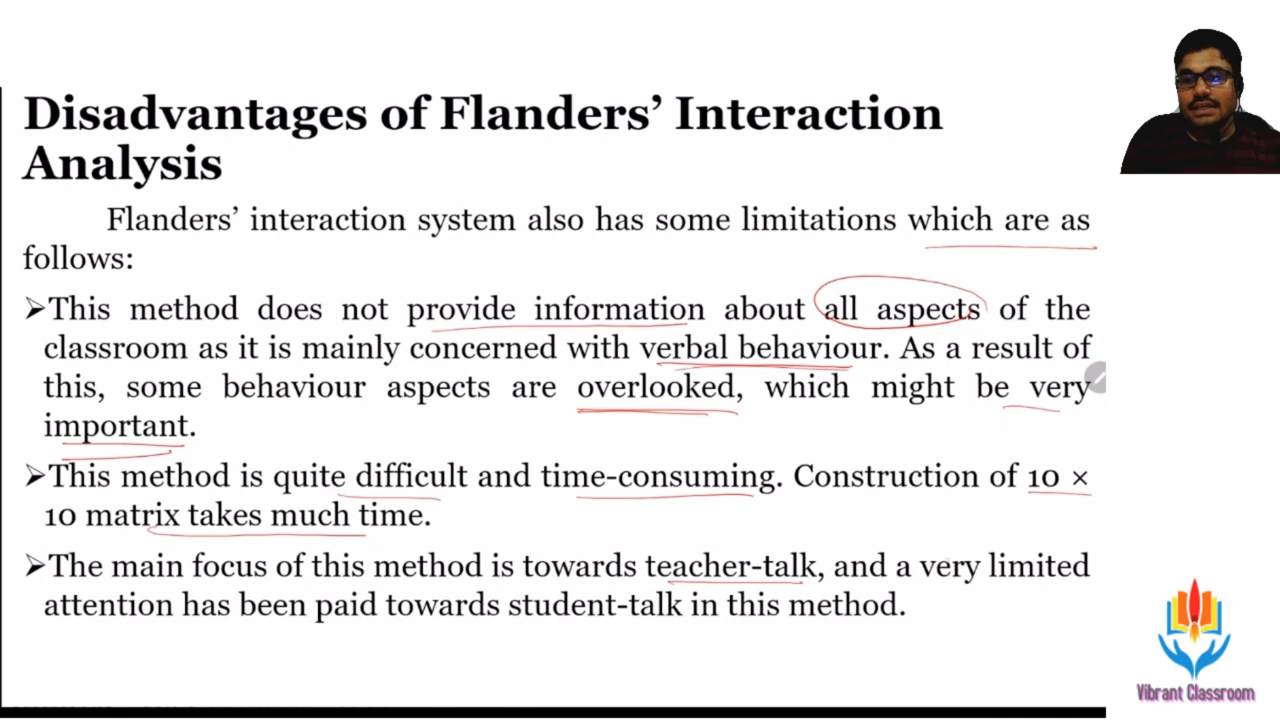 Disadvantages of Flanders’ Interaction
Analysis
Flanders’ interaction system also has some limitations which are as
follows:
➢This method does not provide information about all aspects of the
classroom as it is mainly concerned with verbal behaviour. As a result of
this, some behaviour aspects are overlooked, which might be very
important.
➢This method is quite difficult and time-consuming. Construction of 10 ×
10 matrix takes much time.
➢The main focus of this method is towards teacher-talk, and a very limited
attention has been paid towards student-talk in this method.
Vibrant Classroom